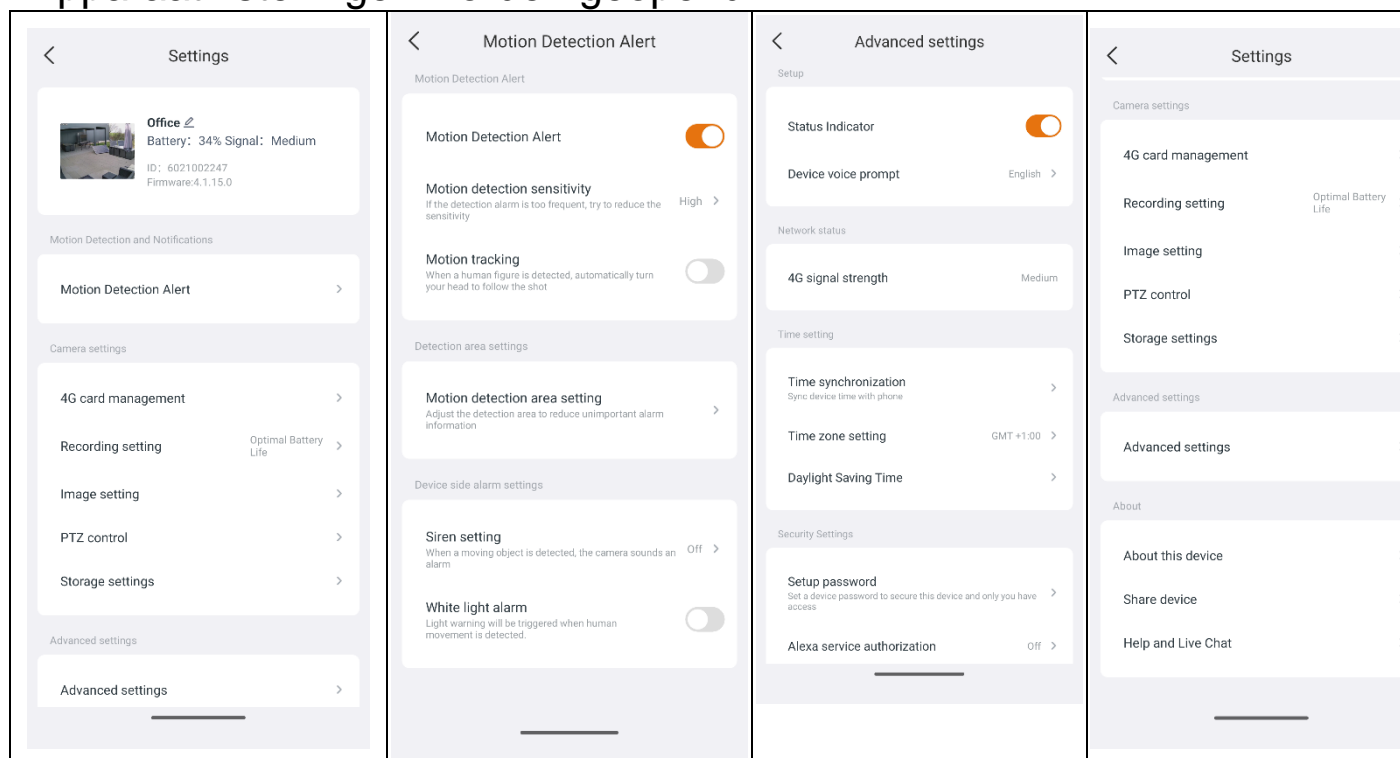 Settings
Office
Battery: 34% Signal: Medium
ID: 6021002247
Firmware:4.1.15.0
Motion Detection and Notifications
Motion Detection Alert
Camera settings
4G card management
Recording setting
Optimal Battery
Life
Image setting
PTZ control
Storage settings
Advanced settings
Advanced settings
Motion Detection Alert
Motion Detection Alert
Motion Detection Alert
Motion detection sensitivity
If the detection alarm is too frequent, try to reduce the
sensitivity
High
Motion tracking
When a human figure is detected, automatically turn
your head to follow the shot
Detection area settings
Motion detection area setting
Adjust the detection area to reduce unimportant alarm
information
Device side alarm settings
Siren setting
When a moving object is detected, the camera sounds an
alarm
Off
White light alarm
Light warning will be triggered when human
movement is detected.
Advanced settings
Setup
Status Indicator
Device voice prompt
English
Network status
4G signal strength
Medium
Time setting
Time synchronization
Sync device time with phone
Time zone setting
GMT +1:00
Daylight Saving Time
Security Settings
Setup password
Set a device password to secure this device and only you have
access
Alexa service authorization
Off
Settings
Camera settings
4G card management
Recording setting
Optimal Battery
Life
Image setting
PTZ control
Storage settings
Advanced settings
Advanced settings
About
About this device
Share device
Help and Live Chat